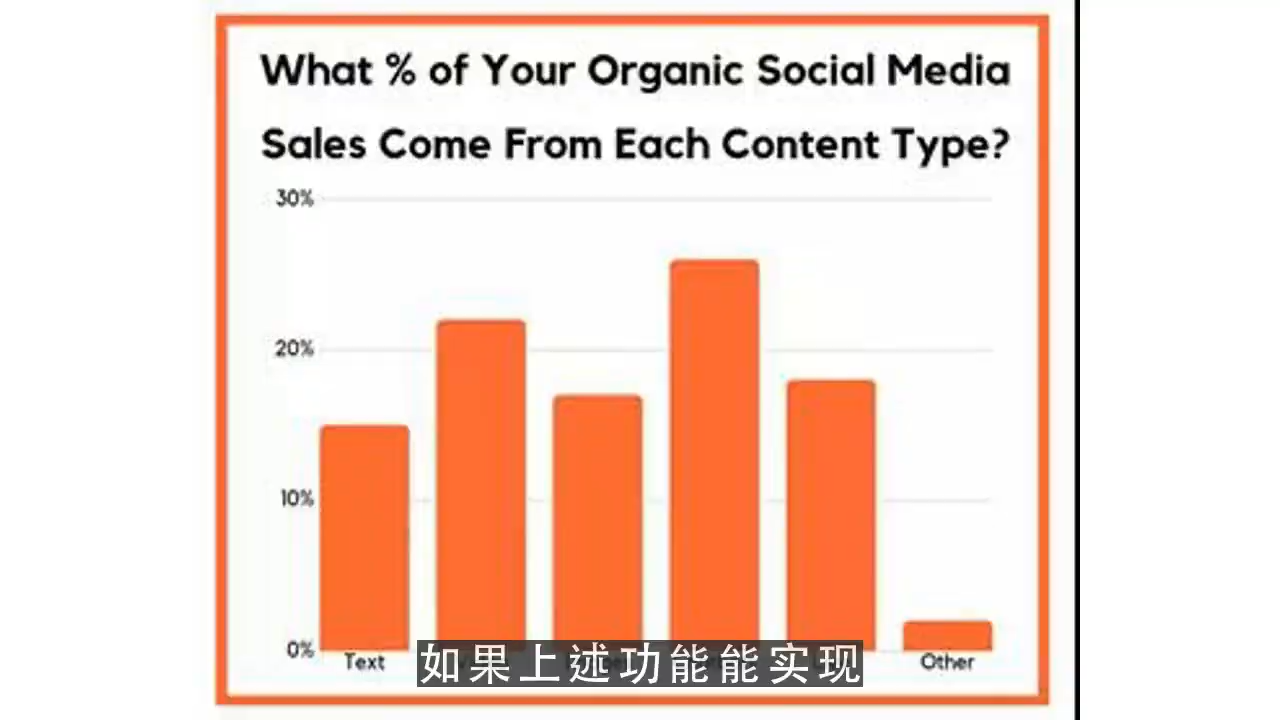 What % of Your Organic Social Media
Sales Come From Each Content Type?
30%
20%
10%
0%
Text
Other
如果上述功能能实现